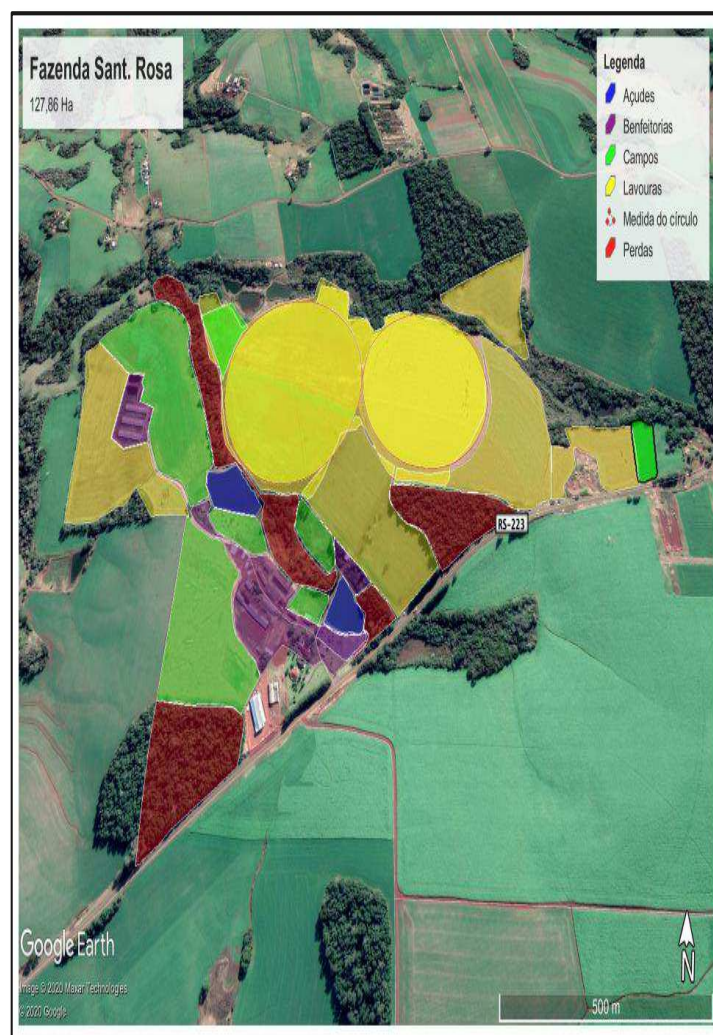 Fazenda Sant. Rosa
127,86 Ha
Legenda
Açudes
Benfeitorias
Campos
Lavouras
Medida do círculo
Perdas
RS-223
Google Earth
Image © 2020 Maxar Technologies
© 2020 Google
N
500 m